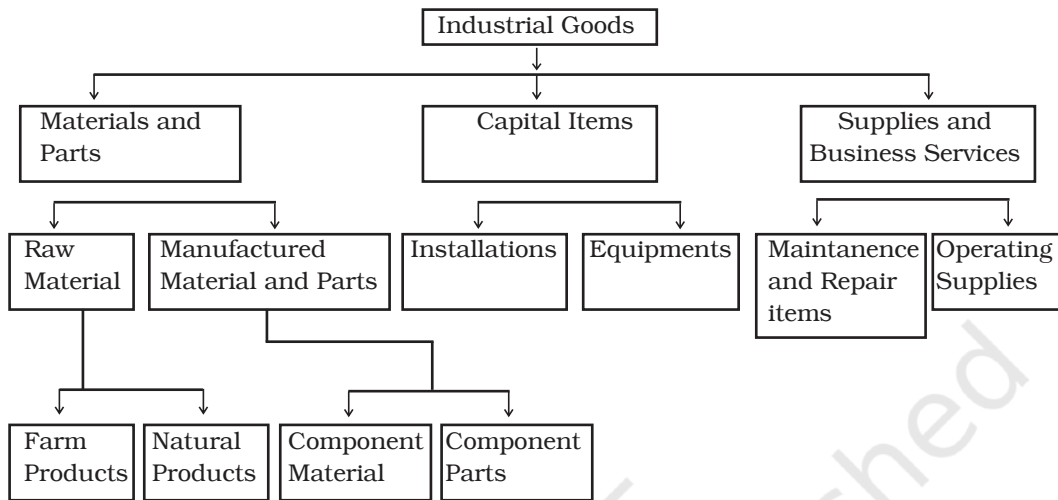 Industrial Goods
Materials and
Parts
Capital Items
Supplies and
Business Services
Raw
Material
Manufactured
Material and Parts
Installations
Equipments
Maintanence
and Repair
items
Operating
Supplies
Farm
Products
Natural
Products
Component
Material
Component
Parts
shed